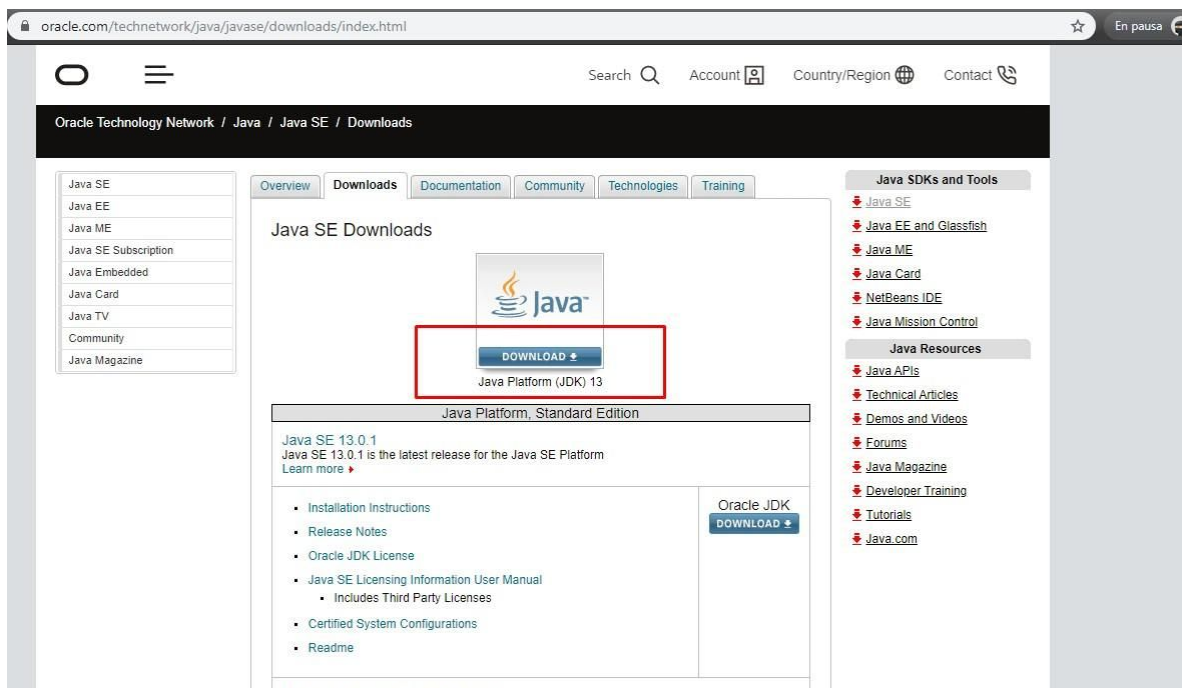 oracle.com/technetwork/java/javase/downloads/index.html
En pausa
Search
Account
Country/Region
Contact
Oracle Technology Network / Java / Java SE / Downloads
Java SE
Java EE
Java ME
Java SE Subscription
Java Embedded
Java Card
Java TV
Community
Java Magazine
Overview
Downloads
Documentation
Community
Technologies
Training
Java SE Downloads
Java™
DOWNLOAD
Java Platform (JDK) 13
Java Platform, Standard Edition
Java SE 13.0.1
Java SE 13.0.1 is the latest release for the Java SE Platform
Learn more
Installation Instructions
Release Notes
Oracle JDK License
Java SE Licensing Information User Manual
Includes Third Party Licenses
Certified System Configurations
Readme
Oracle JDK
DOWNLOAD
Java SDKs and Tools
Java SE
Java EE and Glassfish
Java ME
Java Card
NetBeans IDE
Java Mission Control
Java Resources
Java APIs
Technical Articles
Demos and Videos
Forums
Java Magazine
Developer Training
Tutorials
Java.com